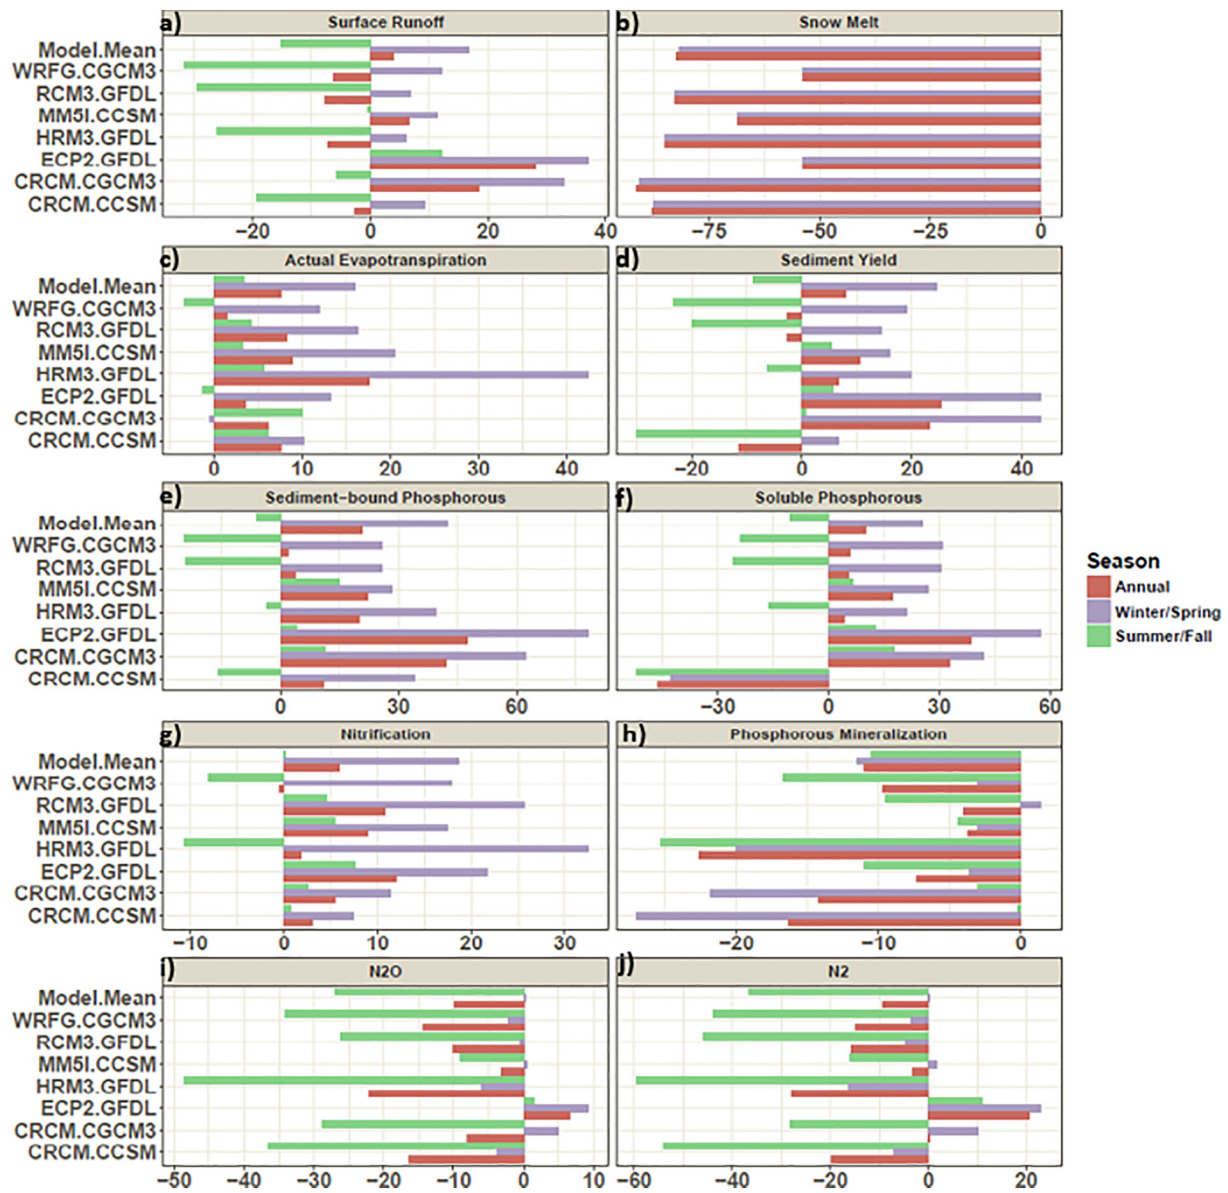 a) Surface Runoff
b) Snow Melt
Model.Mean
WRFG.CGCM3
RCM3.GFDL
MM5I.CCSM
HRM3.GFDL
ECP2.GFDL
CRCM.CGCM3
CRCM.CCSM
−20 0 20 40
−75 −50 −25 0
c) Actual Evapotranspiration
d) Sediment Yield
Model.Mean
WRFG.CGCM3
RCM3.GFDL
MM5I.CCSM
HRM3.GFDL
ECP2.GFDL
CRCM.CGCM3
CRCM.CCSM
0 10 20 30 40
−20 0 20 40
e) Sediment−bound Phosphorous
f) Soluble Phosphorous
Model.Mean
WRFG.CGCM3
RCM3.GFDL
MM5I.CCSM
HRM3.GFDL
ECP2.GFDL
CRCM.CGCM3
CRCM.CCSM
0 30 60
−30 0 30 60
g) Nitrification
h) Phosphorous Mineralization
Model.Mean
WRFG.CGCM3
RCM3.GFDL
MM5I.CCSM
HRM3.GFDL
ECP2.GFDL
CRCM.CGCM3
CRCM.CCSM
−10 0 10 20 30
−20 −10 0
i) N2O
j) N2
Model.Mean
WRFG.CGCM3
RCM3.GFDL
MM5I.CCSM
HRM3.GFDL
ECP2.GFDL
CRCM.CGCM3
CRCM.CCSM
−50 −40 −30 −20 −10 0 10
−60 −40 −20 0 20
Season
Annual
Winter/Spring
Summer/Fall